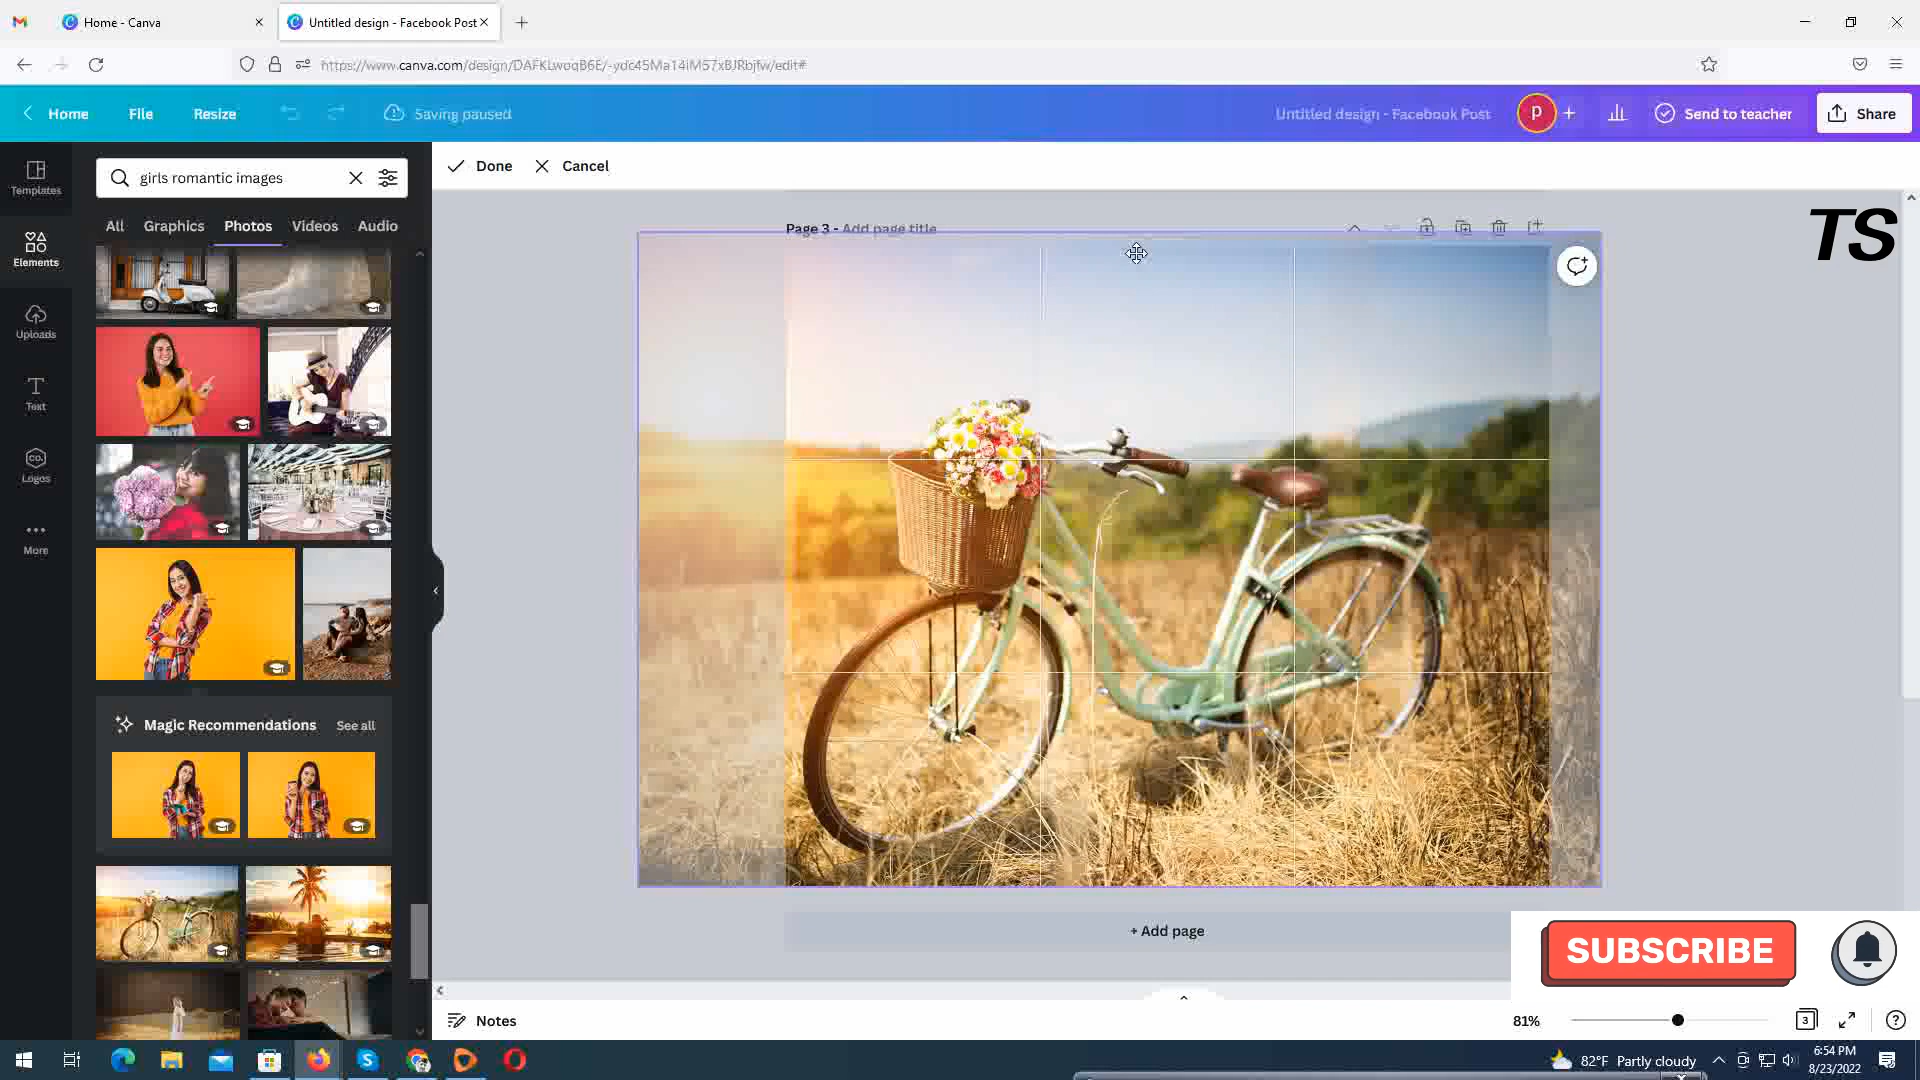 Home - Canva
Untitled design - Facebook Post
https://www.canva.com/design/DAFKLwoqB6E/-ydc45Ma14iM57xBJRbjfw/edit#
Home
File
Resize
Saving paused
Untitled design - Facebook Post
P
Send to teacher
Share
Templates
Elements
Uploads
Text
CO.
Logos
More
girls romantic images
All
Graphics
Photos
Videos
Audio
Magic Recommendations
See all
Done
Cancel
Page 3 - Add page title
TS
+ Add page
SUBSCRIBE
Notes
81%
3
?
82°F Partly cloudy
6:54 PM
8/23/2022